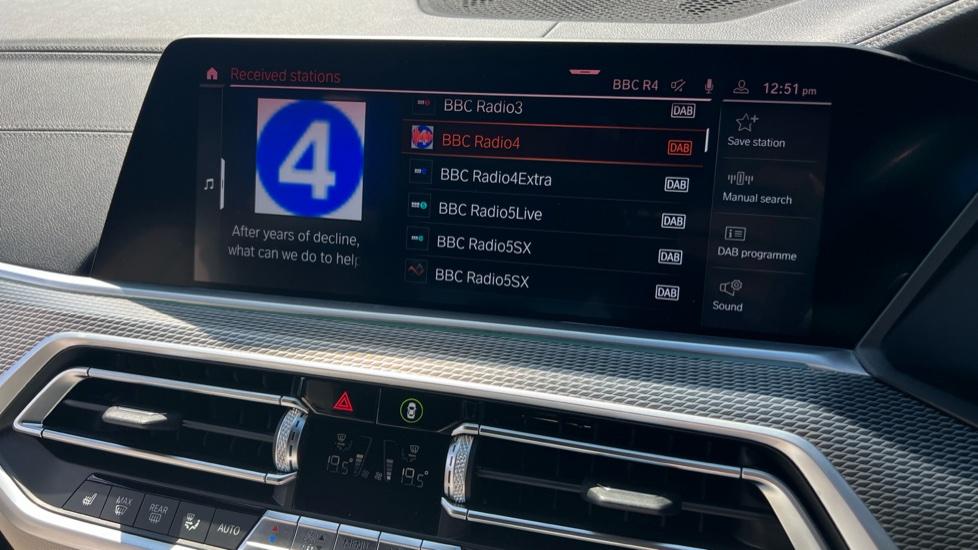 Received stations
BBC R4
12:51 pm
4
After years of decline,
what can we do to help
BBC Radio3 DAB
BBC Radio4 DAB
BBC Radio4Extra DAB
BBC Radio5Live DAB
BBC Radio5SX DAB
BBC Radio5SX DAB
Save station
Manual search
DAB programme
Sound
19.5°
19.5°
MAX
REAR
AUTO